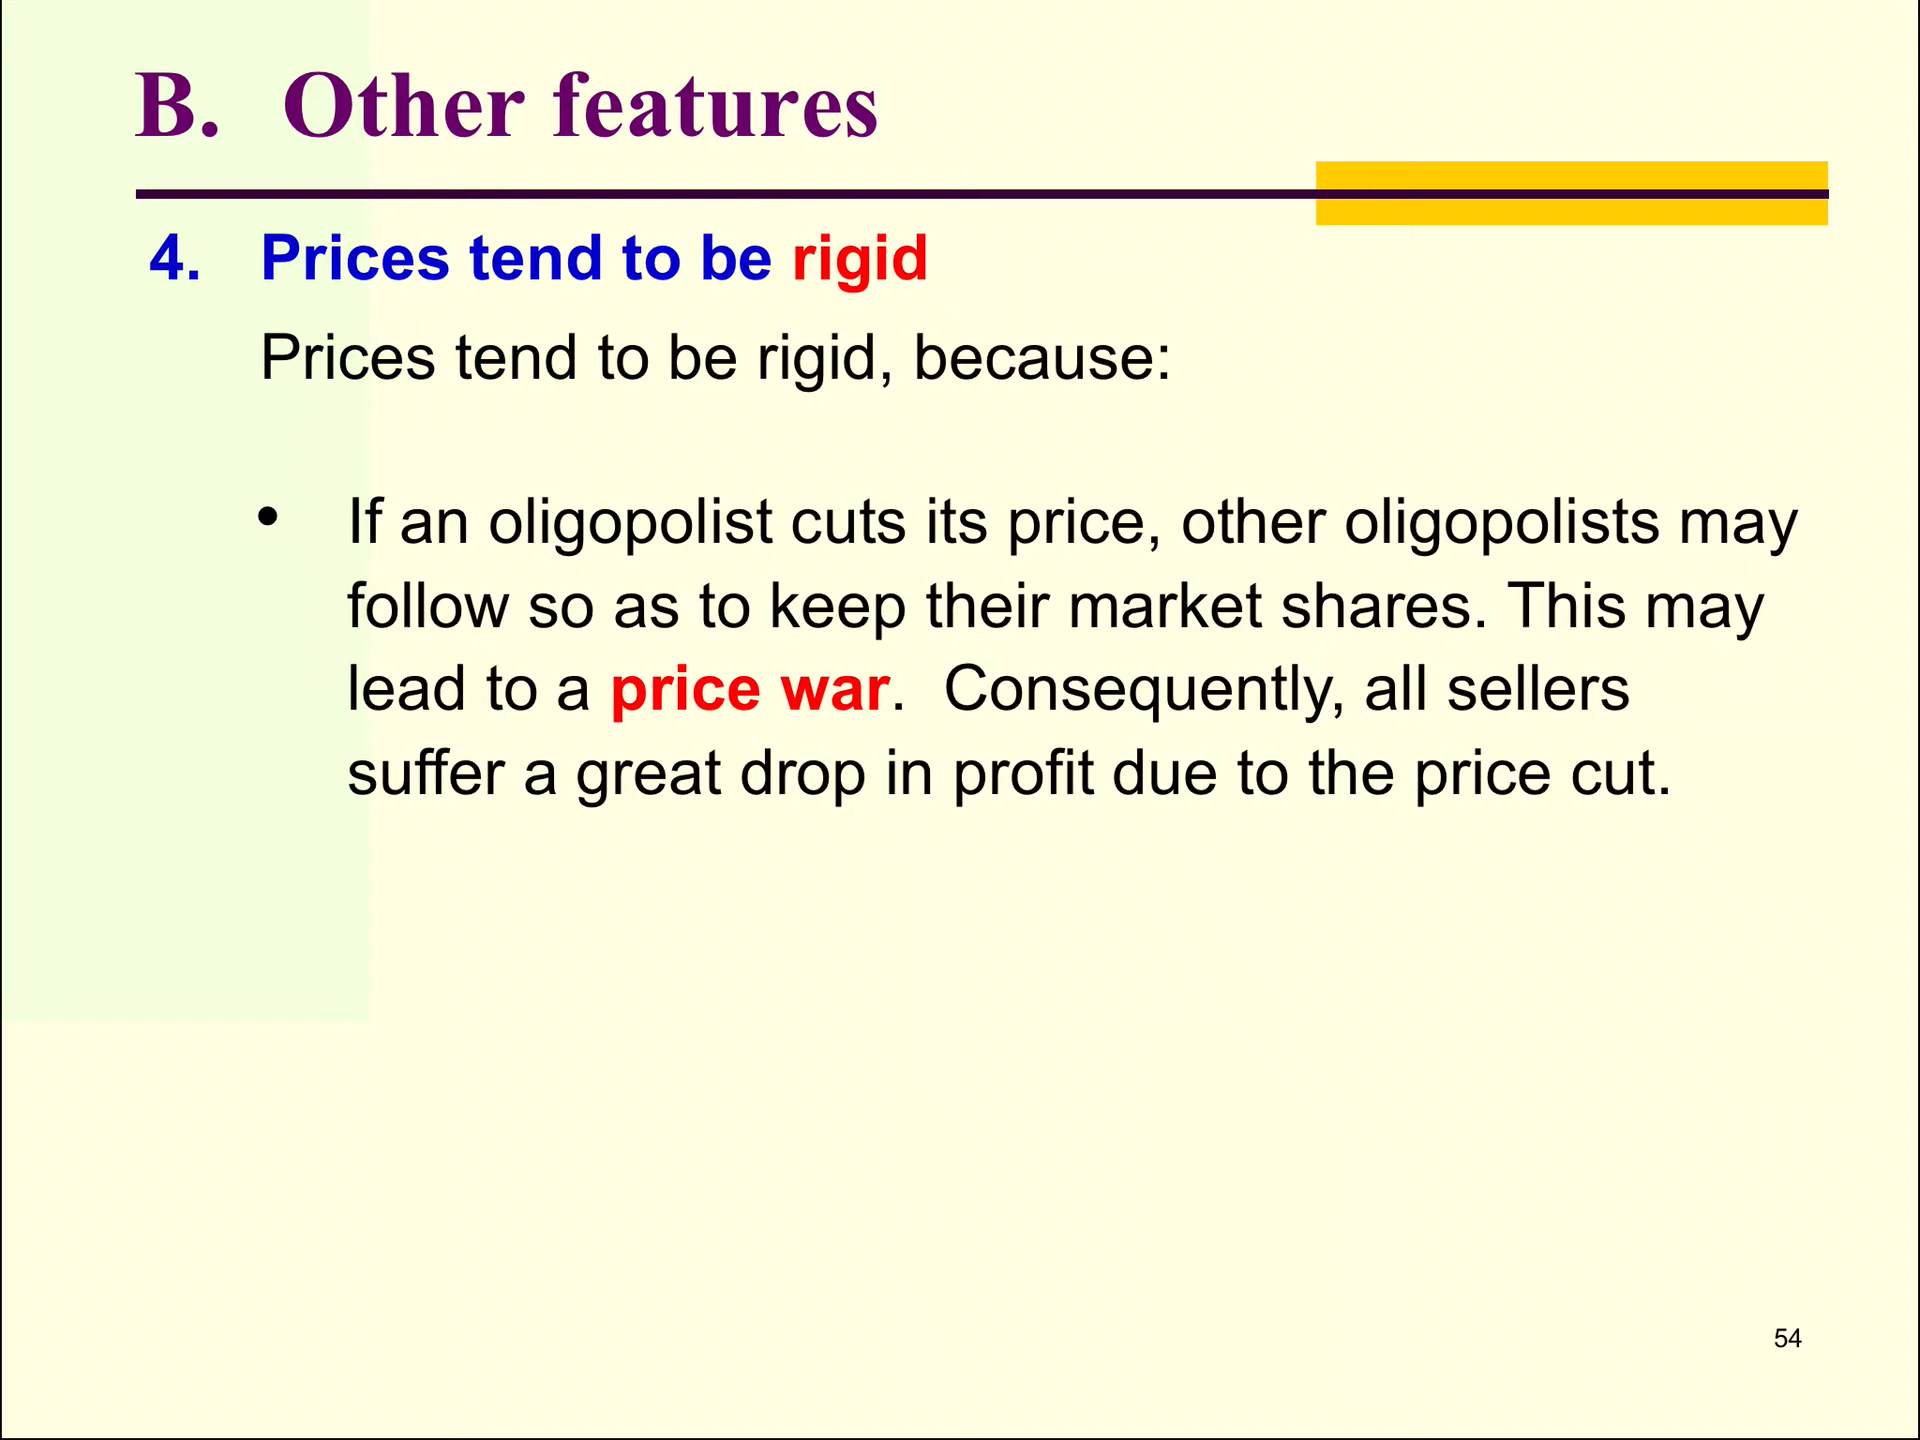 B. Other features
4. Prices tend to be rigid
Prices tend to be rigid, because:
• If an oligopolist cuts its price, other oligopolists may
follow so as to keep their market shares. This may
lead to a price war.  Consequently, all sellers
suffer a great drop in profit due to the price cut.
54